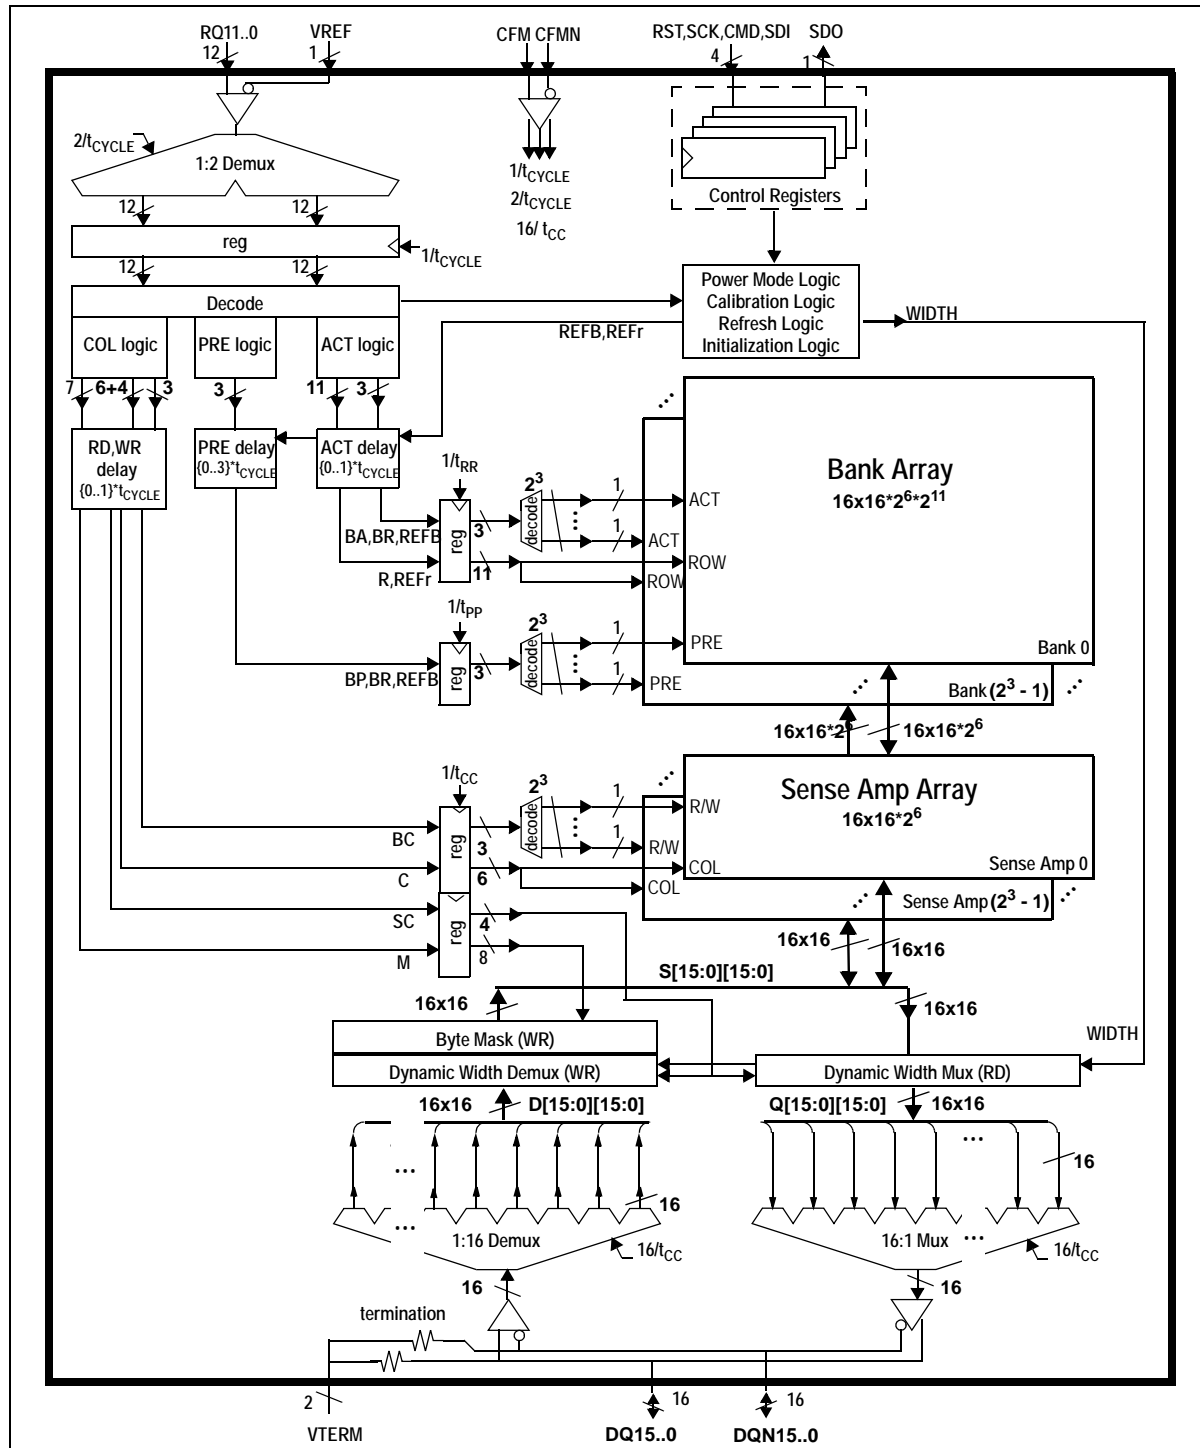 RQ11..0 VREF CFM CFMN RST,SCK,CMD,SDI SDO
12 1 4 1
2/tCYCLE
1:2 Demux
1/tCYCLE
2/tCYCLE
16/ tCC
Control Registers
12 12
reg
1/tCYCLE
12 12
Decode
COL logic PRE logic ACT logic
Power Mode Logic
Calibration Logic
Refresh Logic
Initialization Logic
WIDTH
REFB,REFr
7 6+4 3 3 11 3
RD,WR
delay
{0..1}*tCYCLE
PRE delay
{0..3}*tCYCLE
ACT delay
{0..1}*tCYCLE
1/tRR
reg
BA,BR,REFB
R,REFr
3
11
2^3
decode
1
1
ACT
ACT
ROW
ROW
Bank Array
16x16*2^6*2^11
1/tPP
reg
BP,BR,REFB
3
2^3
decode
1
1
PRE
PRE
Bank 0
Bank (2^3 - 1)
16x16*2^6 16x16*2^6
1/tCC
reg
BC
C
3
6
2^3
decode
1
1
R/W
R/W
COL
COL
Sense Amp Array
16x16*2^6
Sense Amp 0
Sense Amp (2^3 - 1)
reg
SC
M
4
8
16x16 16x16
S[15:0][15:0]
16x16 16x16
WIDTH
Byte Mask (WR)
Dynamic Width Demux (WR) Dynamic Width Mux (RD)
16x16 D[15:0][15:0] Q[15:0][15:0] 16x16
... ...
16 16
... ...
1:16 Demux 16:1 Mux
16/tCC 16/tCC
16 16
termination
2 16 16
VTERM DQ15..0 DQN15..0